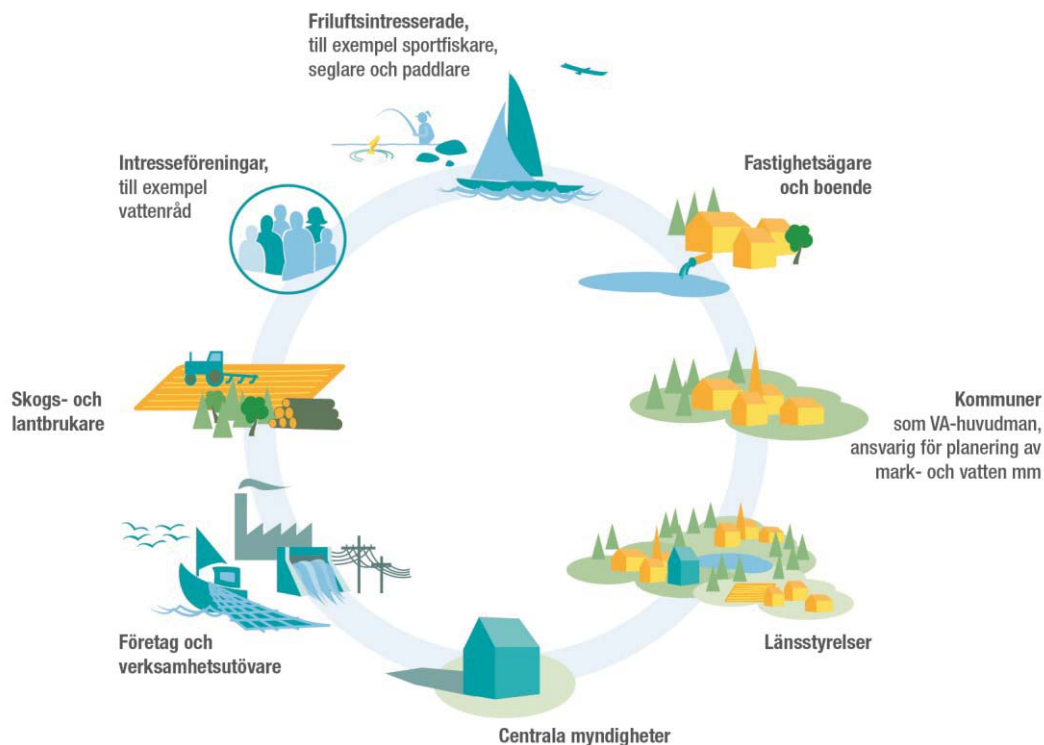 Friluftsintresserade,
till exempel sportfiskare,
seglare och paddlare
Fastighetsägare
och boende
Kommuner
som VA-huvudman,
ansvarig för planering av
mark- och vatten mm
Länsstyrelser
Centrala myndigheter
Företag och
verksamhetsutövare
Skogs- och
lantbrukare
Intresseföreningar,
till exempel
vattenråd